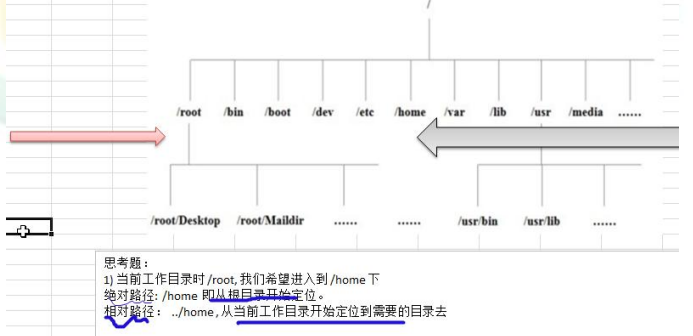 /
/root /bin /boot /dev /etc /home /var /lib /usr /media ......
/root/Desktop /root/Maildir ...... ...... /usr/bin /usr/lib ......
思考题：
1) 当前工作目录时 /root, 我们希望进入到 /home 下
绝对路径: /home 即从根目录开始定位。
相对路径： ../home , 从当前工作目录开始定位到需要的目录去